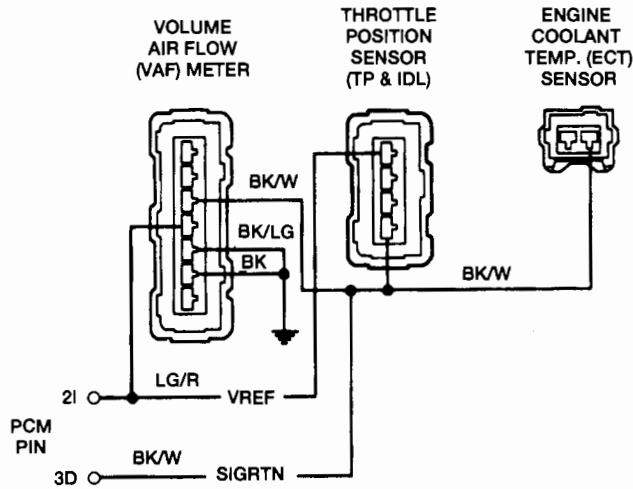 VOLUME
AIR FLOW
(VAF) METER
THROTTLE
POSITION
SENSOR
(TP & IDL)
ENGINE
COOLANT
TEMP. (ECT)
SENSOR
BK/W
BK/LG
BK
BK/W
LG/R
2I
VREF
PCM
PIN
BK/W
3D
SIGRTN